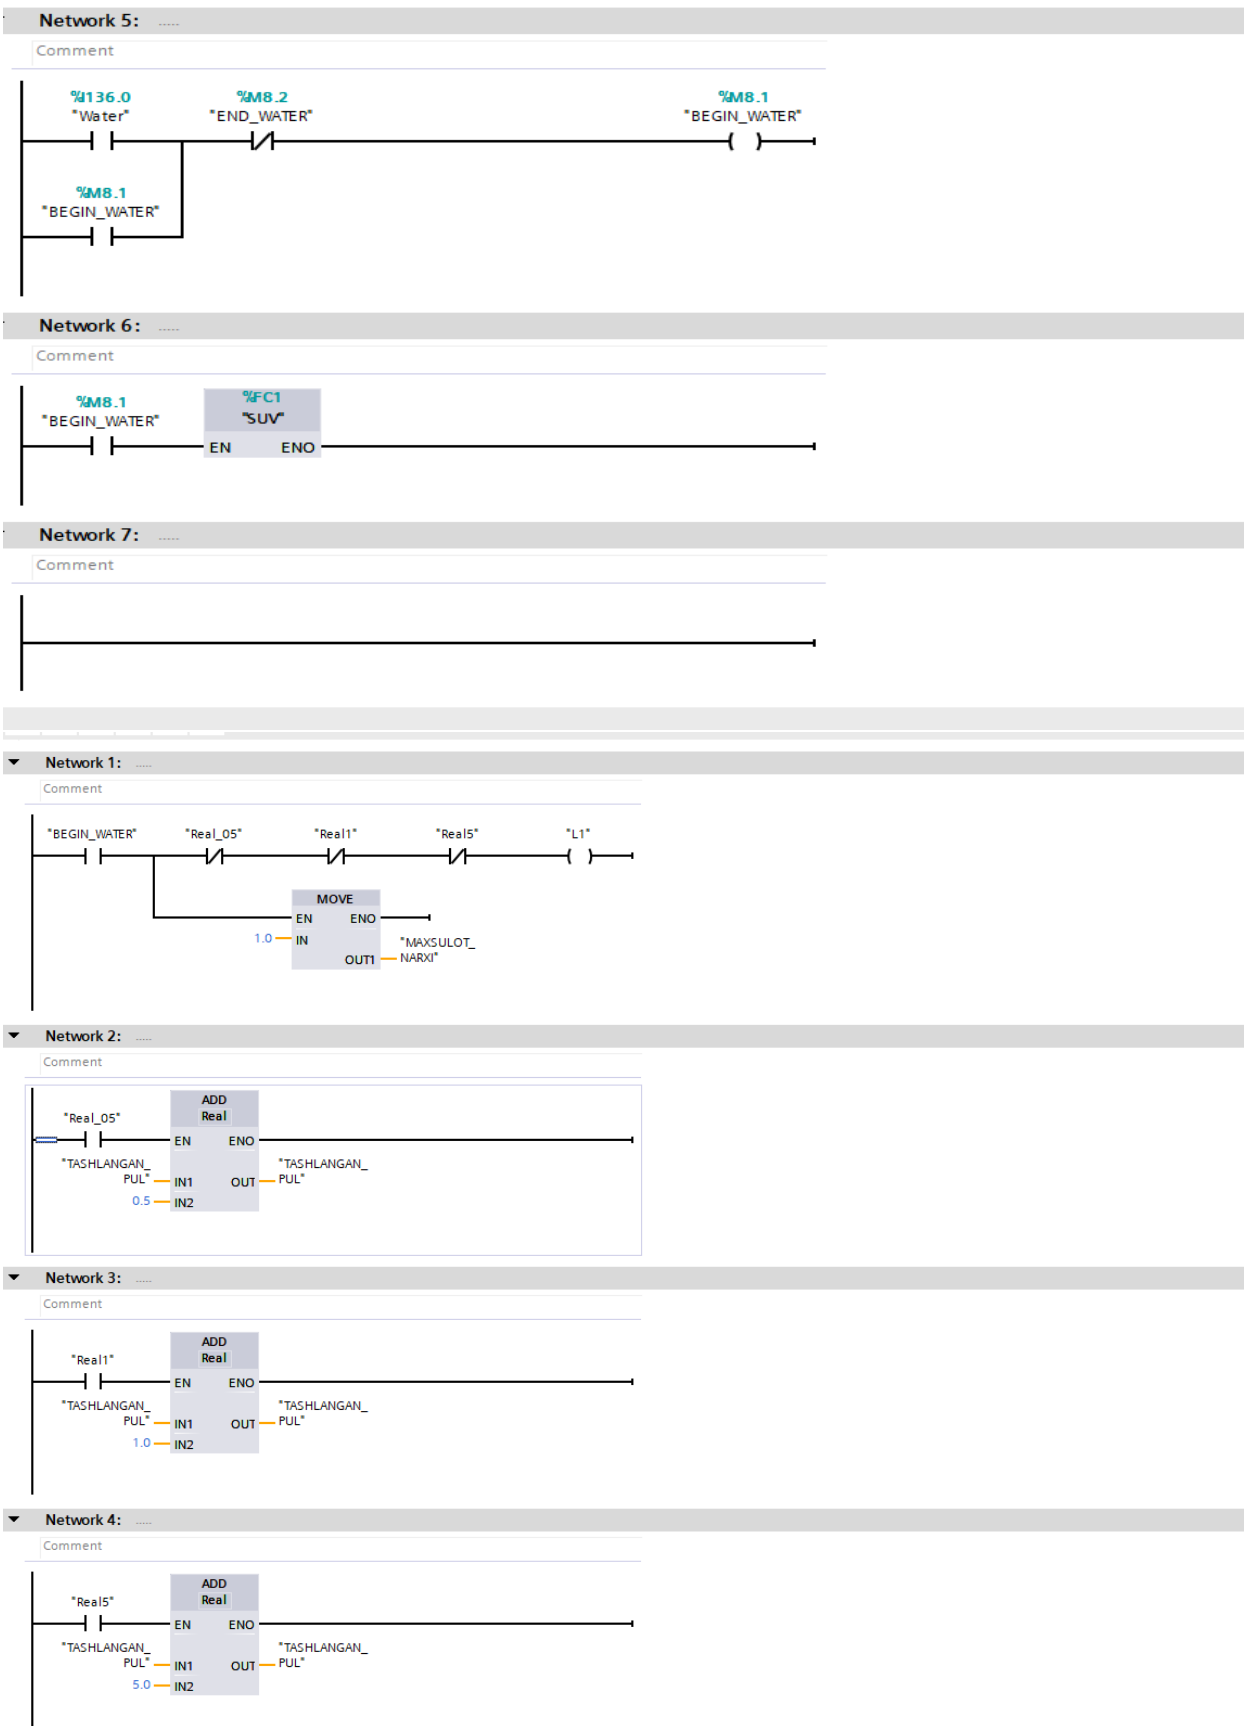 Network 5: .....
Comment
%I136.0 %M8.2 %M8.1
"Water" "END_WATER" "BEGIN_WATER"
%M8.1
"BEGIN_WATER"
Network 6: .....
Comment
%M8.1 %FC1
"BEGIN_WATER" "SUV"
EN ENO
Network 7: .....
Comment
Network 1: .....
Comment
"BEGIN_WATER" "Real_05" "Real1" "Real5" "L1"
MOVE
EN ENO
1.0 IN "MAXSULOT_
OUT1 NARXI"
Network 2: .....
Comment
ADD
"Real_05" Real
EN ENO
"TASHLANGAN_ "TASHLANGAN_
PUL" IN1 OUT PUL"
0.5 IN2
Network 3: .....
Comment
ADD
"Real1" Real
EN ENO
"TASHLANGAN_ "TASHLANGAN_
PUL" IN1 OUT PUL"
1.0 IN2
Network 4: .....
Comment
ADD
"Real5" Real
EN ENO
"TASHLANGAN_ "TASHLANGAN_
PUL" IN1 OUT PUL"
5.0 IN2